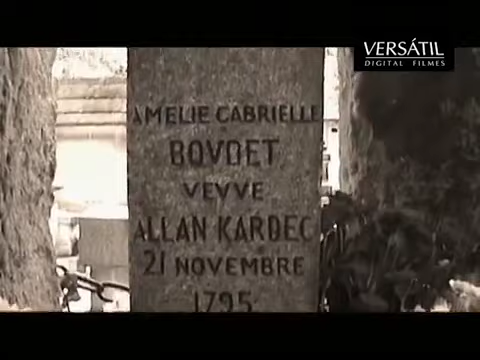 VERSÁTIL
DIGITAL FILMES
AMELIE GABRIELLE
BOVDET
VEVVE
ALLAN KARDEC
21 NOVEMBRE
1795